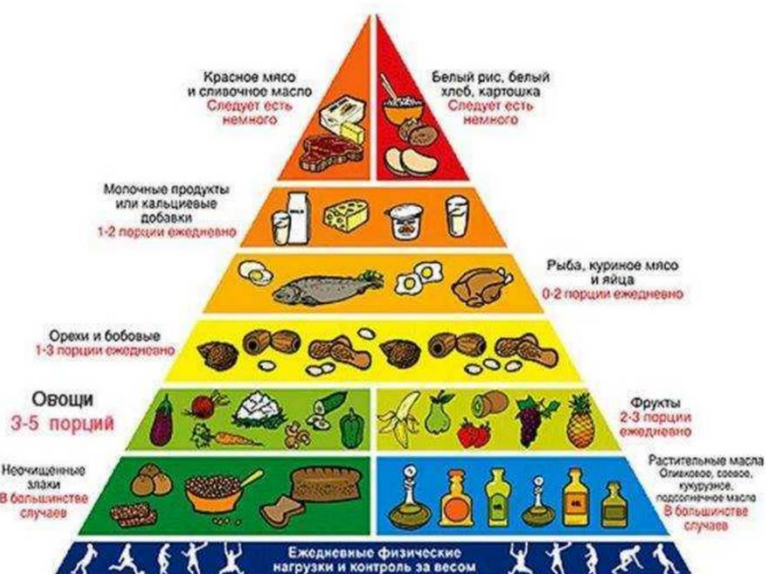 Красное мясо
и сливочное масло
Следует есть
немного
Белый рис, белый
хлеб, картошка
Следует есть
немного
Молочные продукты
или кальциевые
добавки
1-2 порции ежедневно
Рыба, куриное мясо
и яйца
0-2 порции ежедневно
Орехи и бобовые
1-3 порции ежедневно
Овощи
3-5 порций
Фрукты
2-3 порции
ежедневно
Неочищенные
злаки
В большинстве
случаев
Растительные масла
Оливковое, соевое,
кукурузное,
подсолнечное масло
В большинстве
случаев
Ежедневные физические
нагрузки и контроль за весом